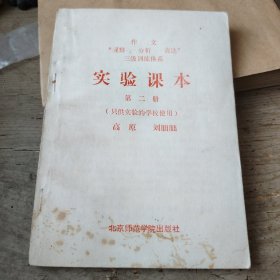 作文
“观察、分析、表达”
三级训练体系
实验课本
第二册
（只供实验的学校使用）
高原 刘朏朏
北京师范学院出版社